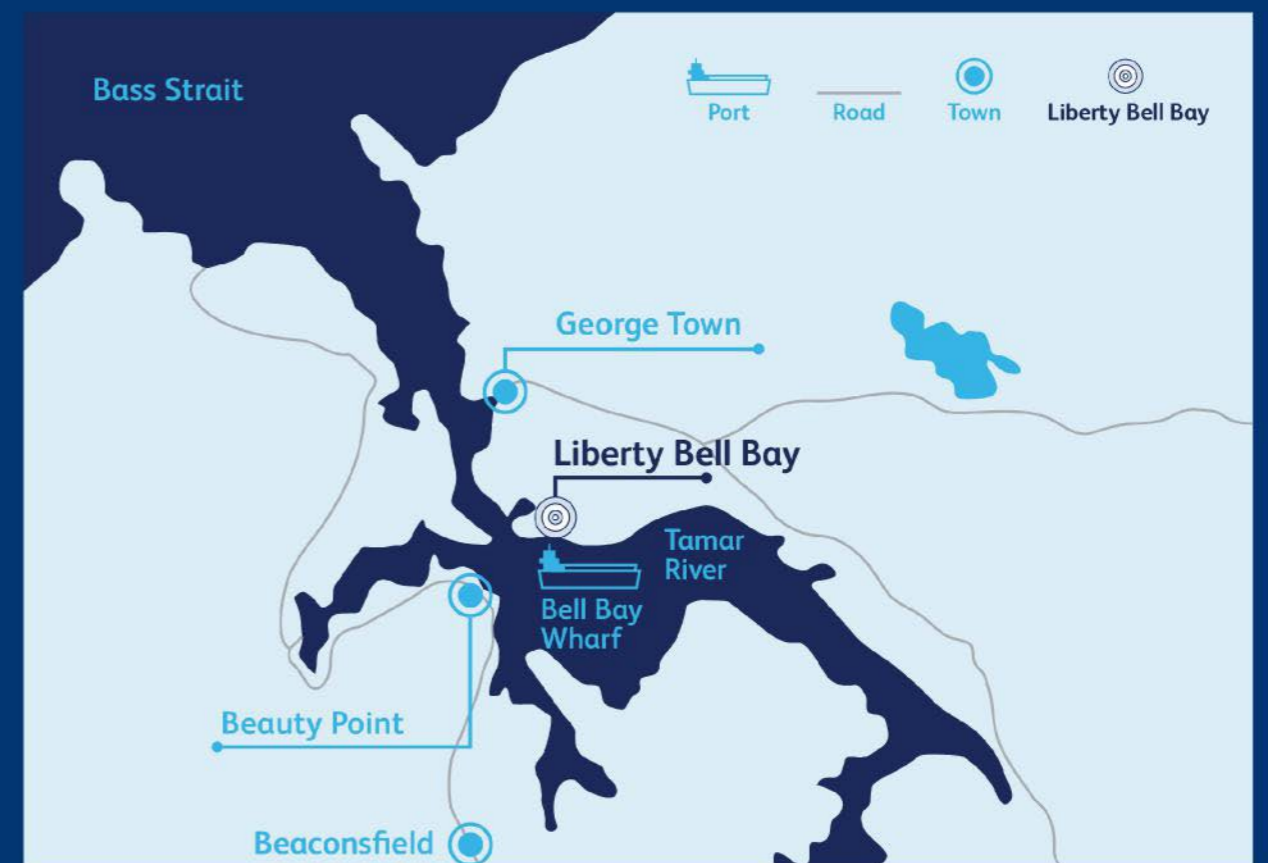 Bass Strait
Port
Road
Town
Liberty Bell Bay
George Town
Liberty Bell Bay
Tamar
River
Bell Bay
Wharf
Beauty Point
Beaconsfield